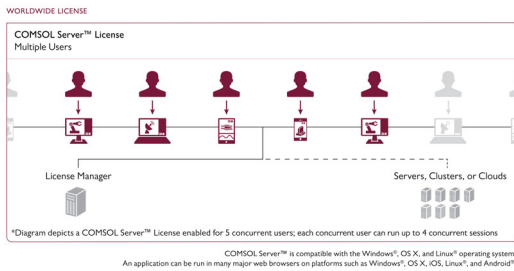 WORLDWIDE LICENSE
COMSOL Server™ License
Multiple Users
License Manager
Servers, Clusters, or Clouds
*Diagram depicts a COMSOL Server™ License enabled for 5 concurrent users; each concurrent user can run up to 4 concurrent sessions
COMSOL Server™ is compatible with the Windows®, OS X, and Linux® operating system
An application can be run in many major web browsers on platforms such as Windows®, OS X, iOS, Linux®, and Android®